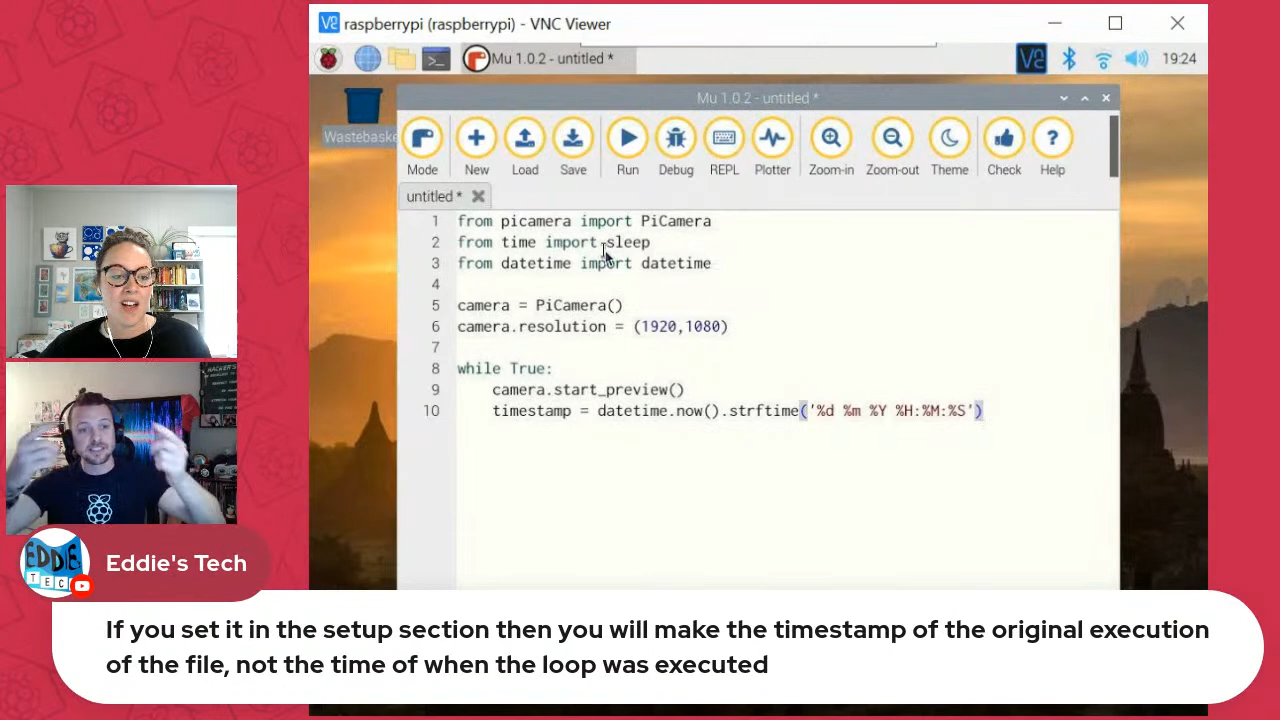 raspberrypi (raspberrypi) - VNC Viewer
Mu 1.0.2 - untitled *
19:24
Wastebaske
Mu 1.0.2 - untitled *
Mode New Load Save Run Debug REPL Plotter Zoom-in Zoom-out Theme Check Help
untitled *
1 from picamera import PiCamera
2 from time import sleep
3 from datetime import datetime
4
5 camera = PiCamera()
6 camera.resolution = (1920,1080)
7
8 while True:
9 camera.start_preview()
10 timestamp = datetime.now().strftime('%d %m %Y %H:%M:%S')
EDDIE
TEC
Eddie's Tech
If you set it in the setup section then you will make the timestamp of the original execution
of the file, not the time of when the loop was executed